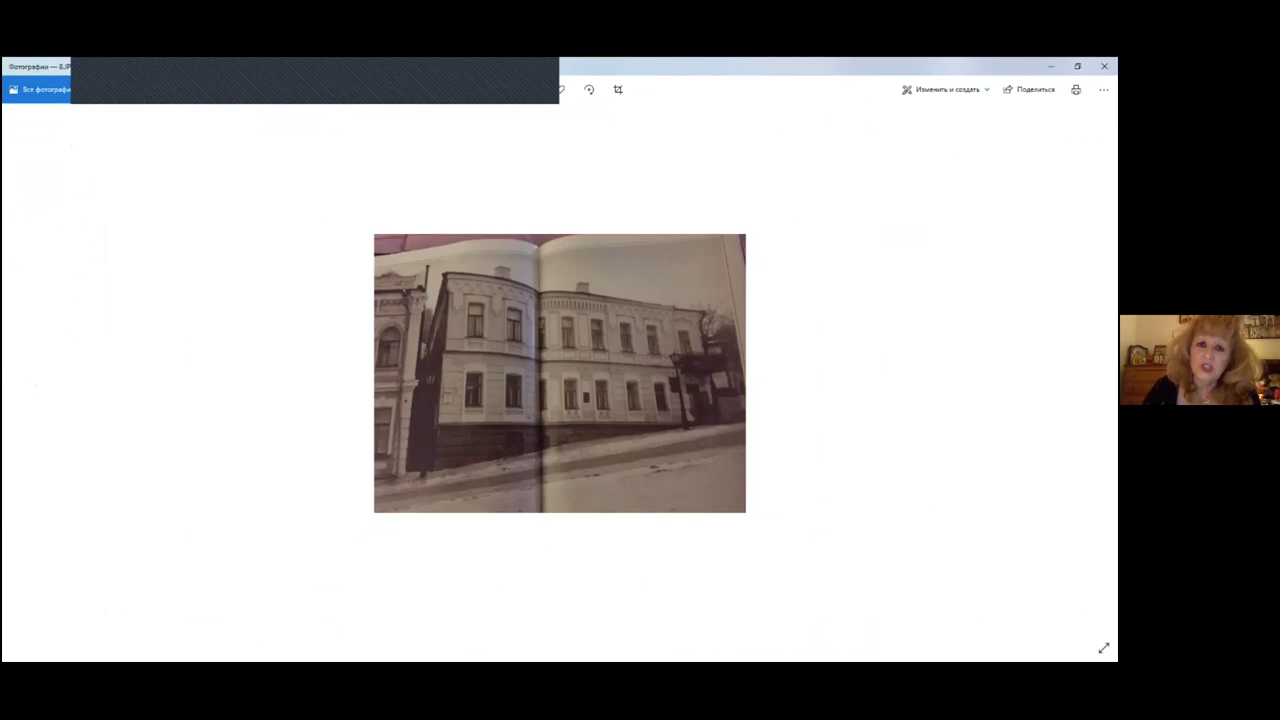 Фотографии — 8.JP
Все фотографи
Изменить и создать
Поделиться